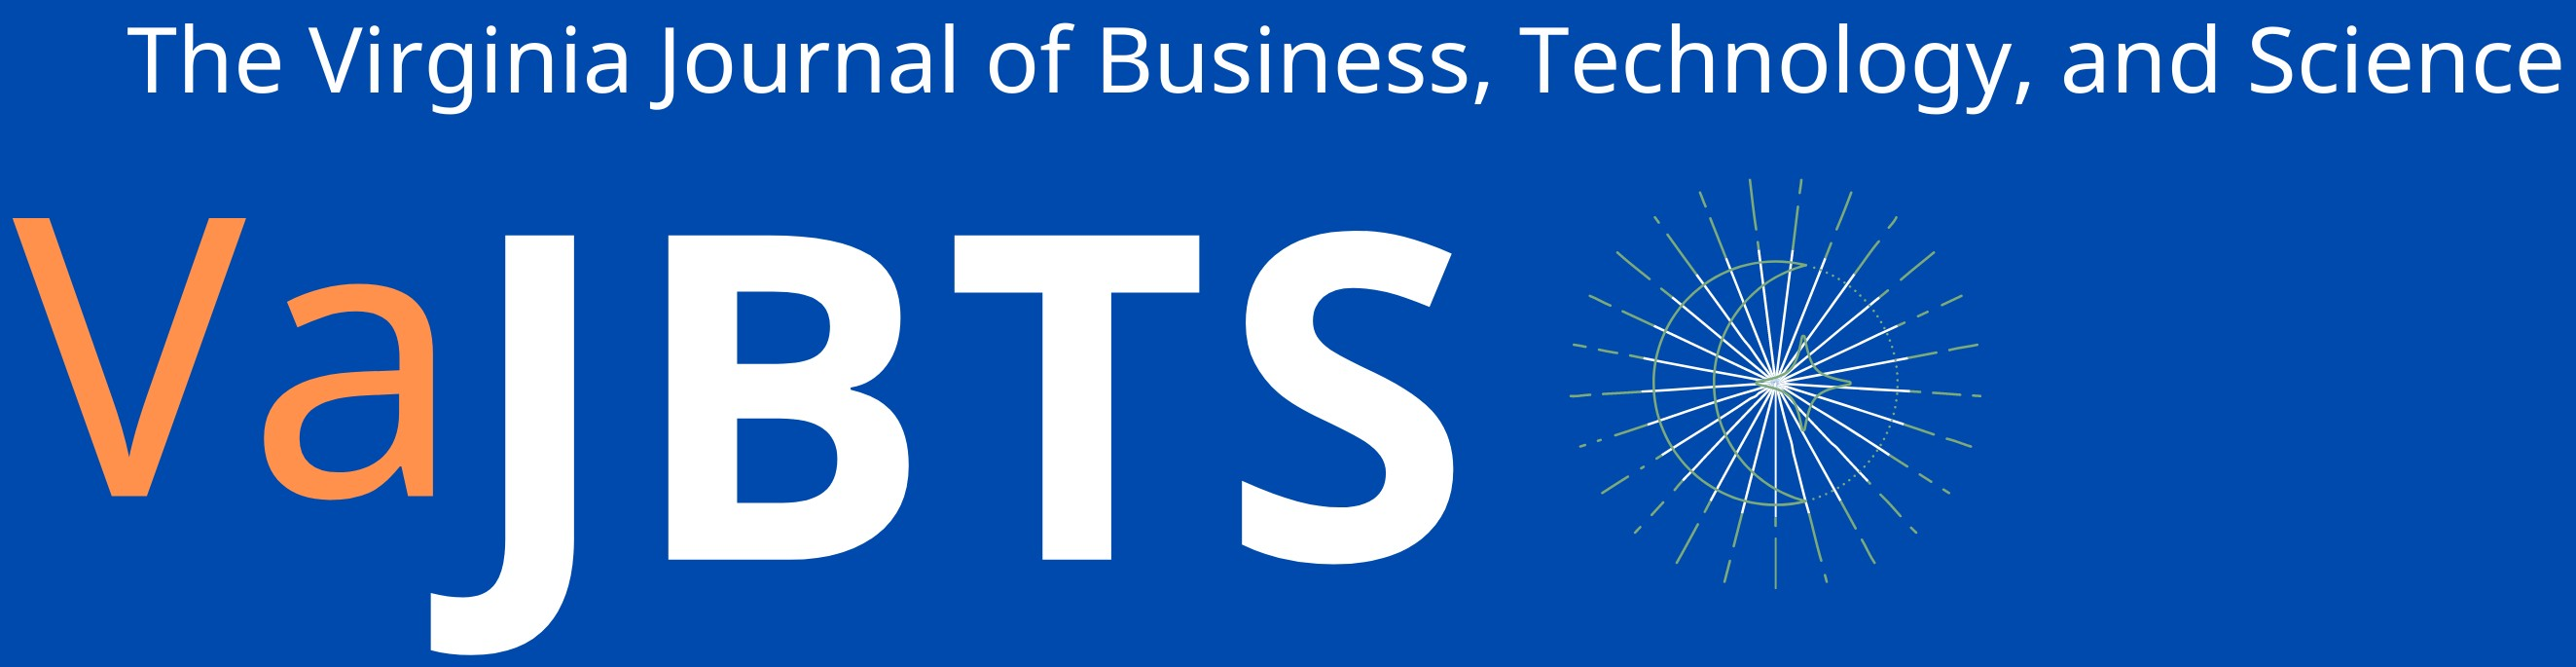 The Virginia Journal of Business, Technology, and Science
VaJBTS